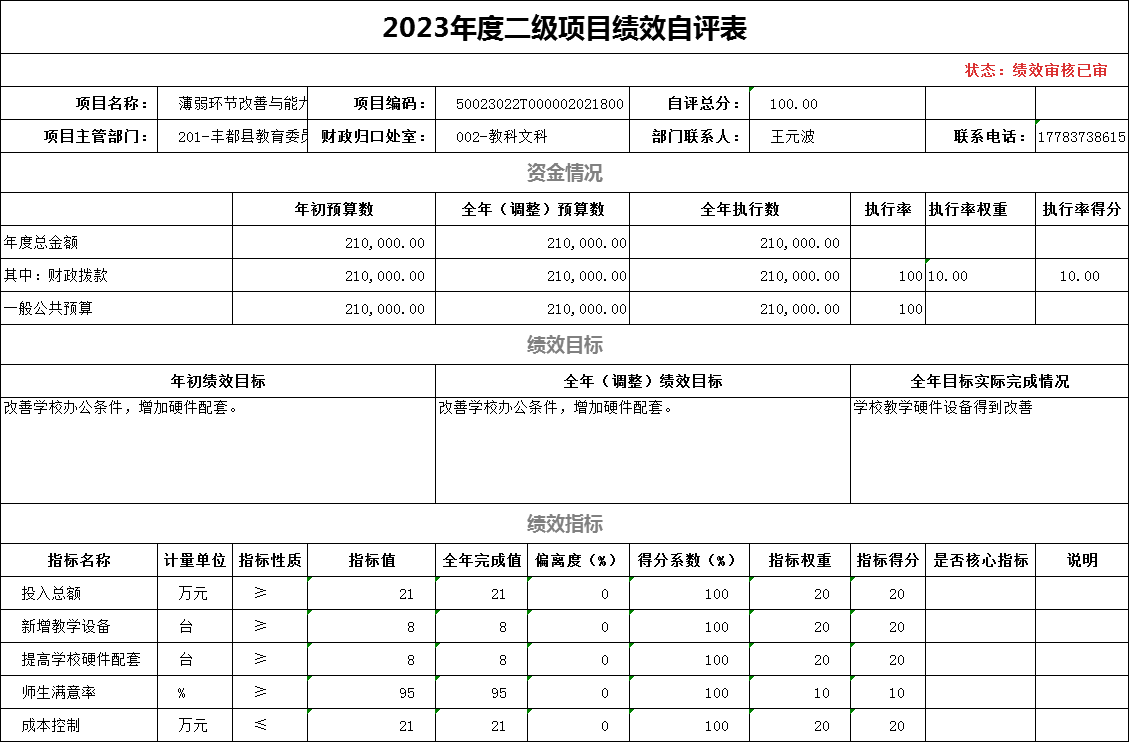 2023年度二级项目绩效自评表
状态：绩效审核已审
项目名称： 薄弱环节改善与能 项目编码： 50023022T000002021800 自评总分： 100.00
项目主管部门： 201-丰都县教育委 财政归口处室： 002-教科文科 部门联系人： 王元波 联系电话： 17783738615
资金情况
年初预算数 全年（调整）预算数 全年执行数 执行率 执行率权重 执行率得分
年度总金额 210,000.00 210,000.00 210,000.00
其中：财政拨款 210,000.00 210,000.00 210,000.00 100 10.00 10.00
一般公共预算 210,000.00 210,000.00 210,000.00 100
绩效目标
年初绩效目标 全年（调整）绩效目标 全年目标实际完成情况
改善学校办公条件，增加硬件配套。 改善学校办公条件，增加硬件配套。 学校教学硬件设备得到改善
绩效指标
指标名称 计量单位 指标性质 指标值 全年完成值 偏离度（%） 得分系数（%） 指标权重 指标得分 是否核心指标 说明
投入总额 万元 ≥ 21 21 0 100 20 20
新增教学设备 台 ≥ 8 8 0 100 20 20
提高学校硬件配套 台 ≥ 8 8 0 100 20 20
师生满意率 % ≥ 95 95 0 100 10 10
成本控制 万元 ≤ 21 21 0 100 20 20